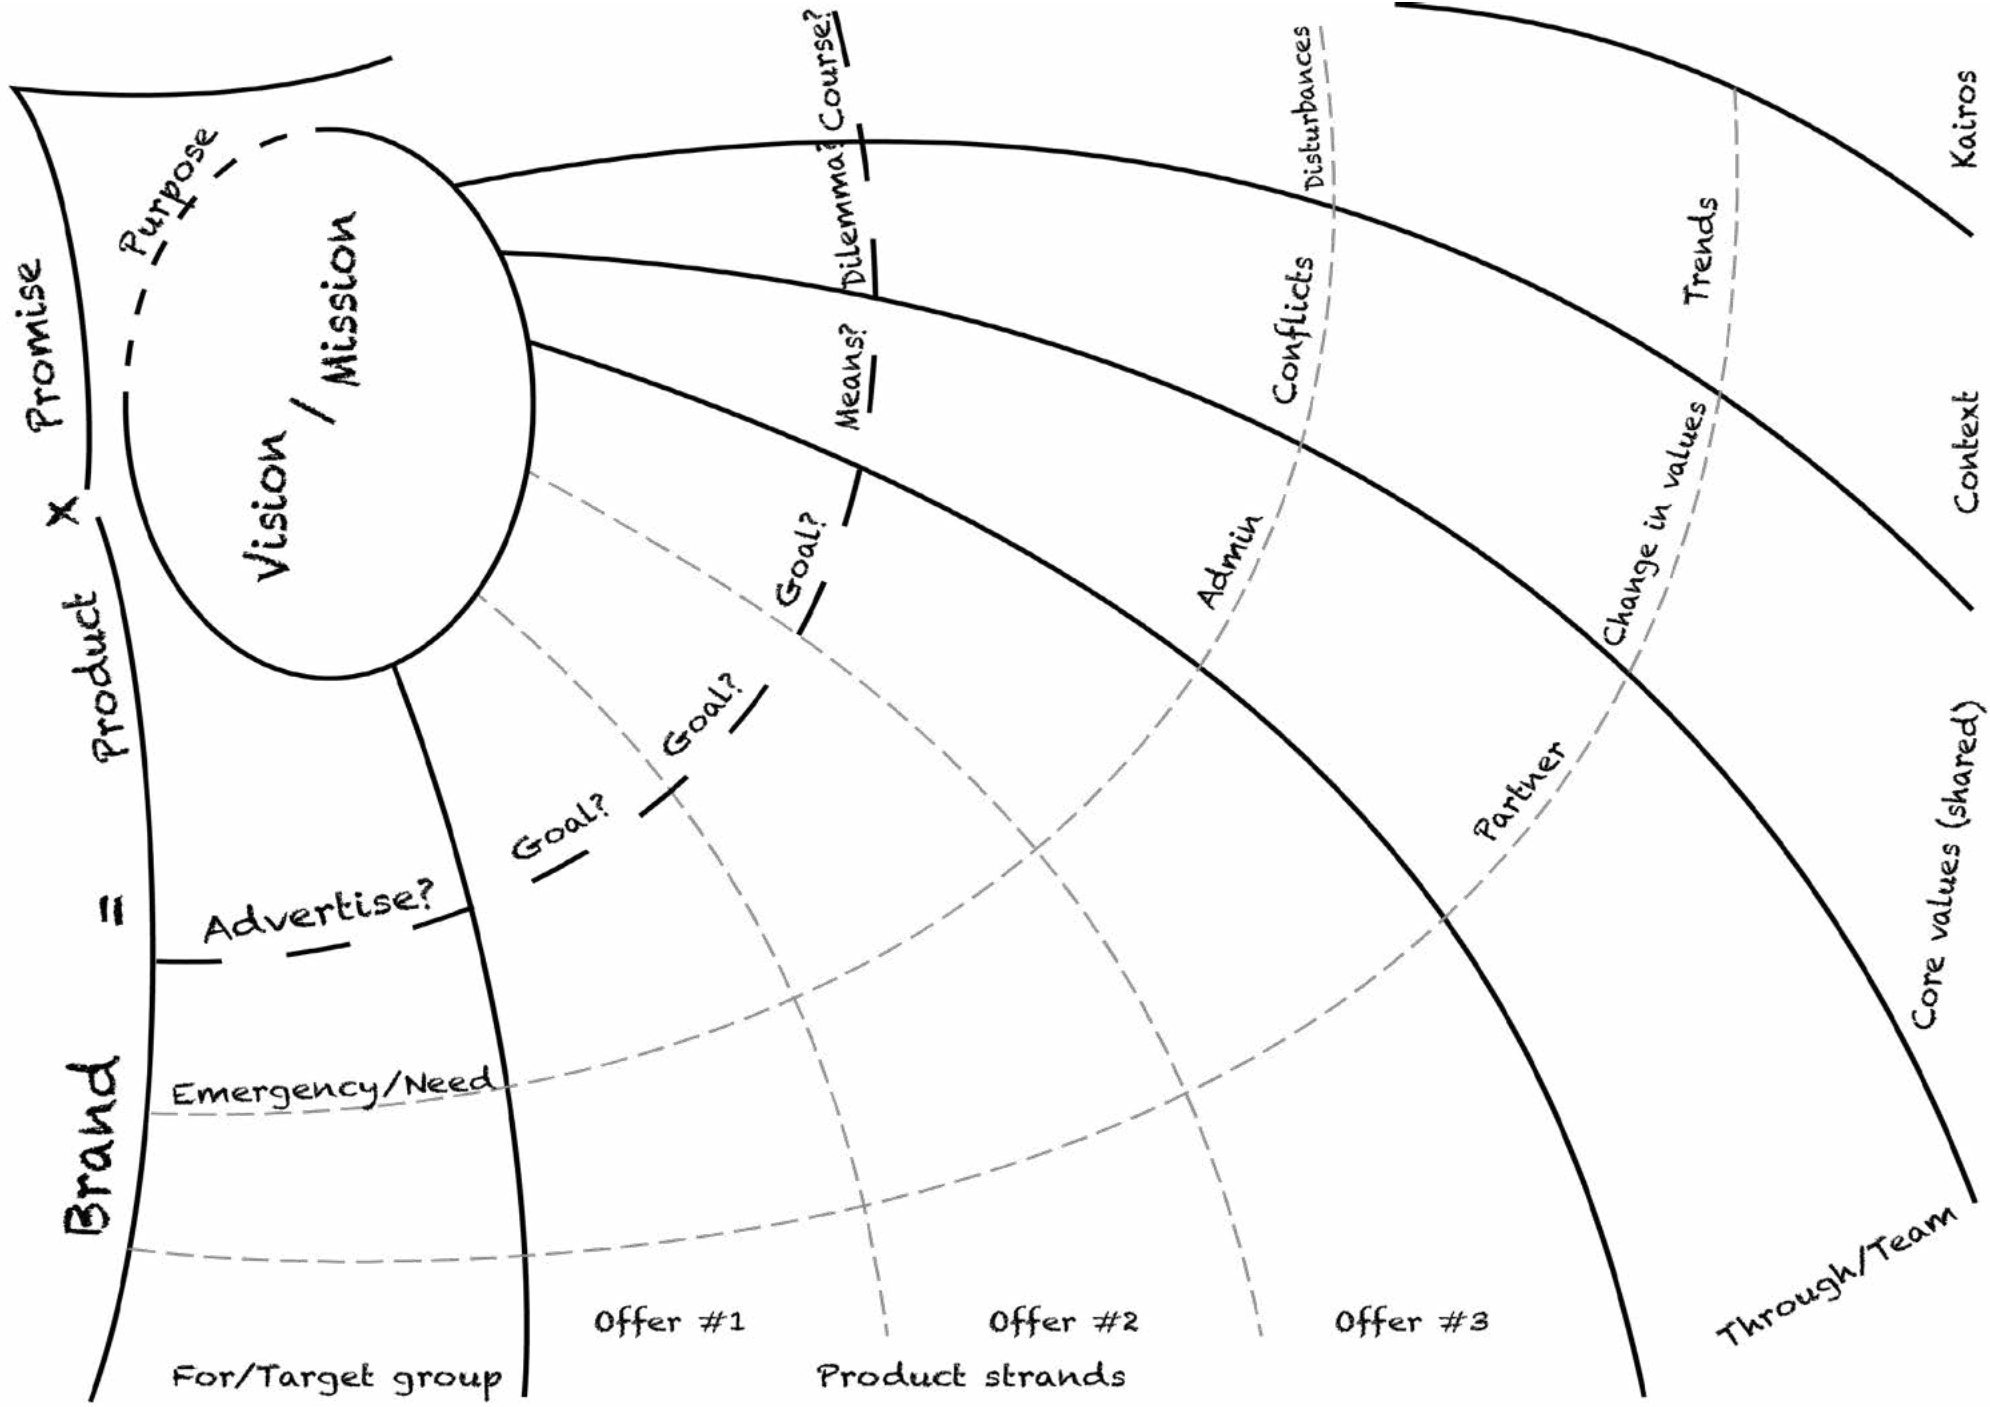 Brand = Product x Promise
Purpose
Vision / Mission
Course?
Dilemma?
Means?
Goal?
Goal?
Goal?
Advertise?
Disturbances
Conflicts
Admin
Emergency/Need
Trends
Change in values
Partner
Kairos
Context
Core values (shared)
Through/Team
Offer #1
Offer #2
Offer #3
For/Target group
Product strands